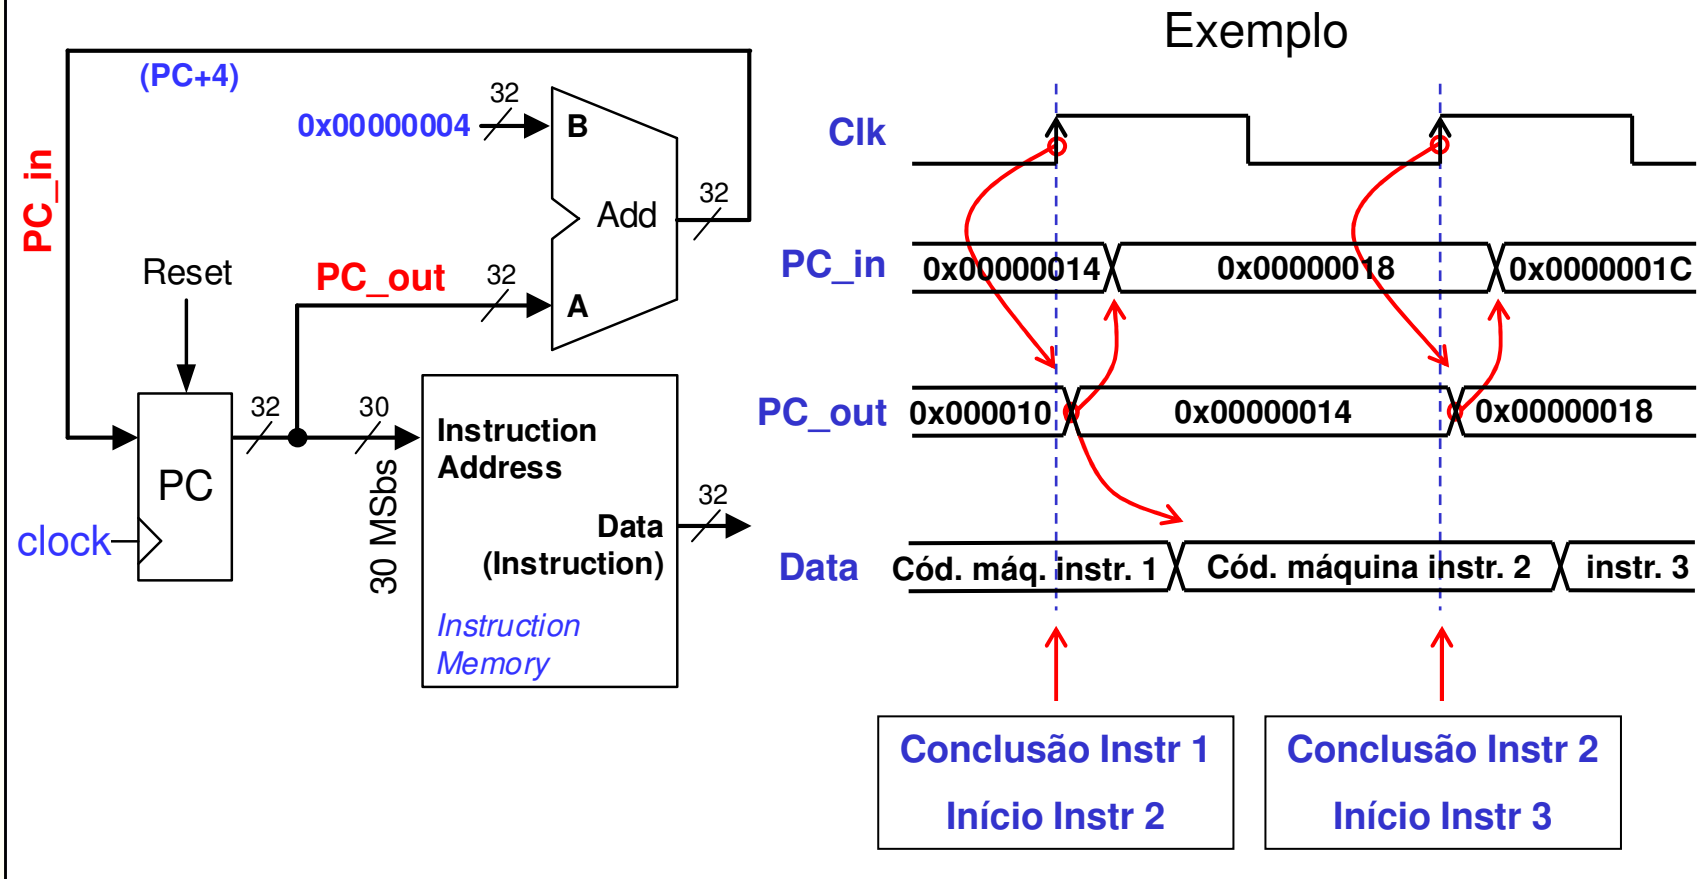 Exemplo
(PC+4)
32
0x00000004
B
PC_in
Add
32
Reset
PC_out
32
A
32
30
Instruction
Address
PC
30 MSbs
clock
Data
(Instruction)
32
Instruction
Memory
Clk
PC_in
0x00000014
0x00000018
0x0000001C
PC_out
0x000010
0x00000014
0x00000018
Data
Cód. máq. instr. 1
Cód. máquina instr. 2
instr. 3
Conclusão Instr 1
Início Instr 2
Conclusão Instr 2
Início Instr 3